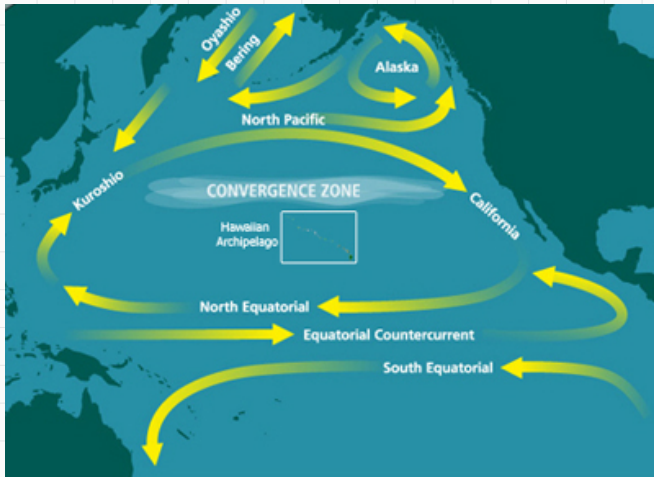 Oyashio
Bering
Alaska
North Pacific
Kuroshio
CONVERGENCE ZONE
California
Hawaiian
Archipelago
North Equatorial
Equatorial Countercurrent
South Equatorial